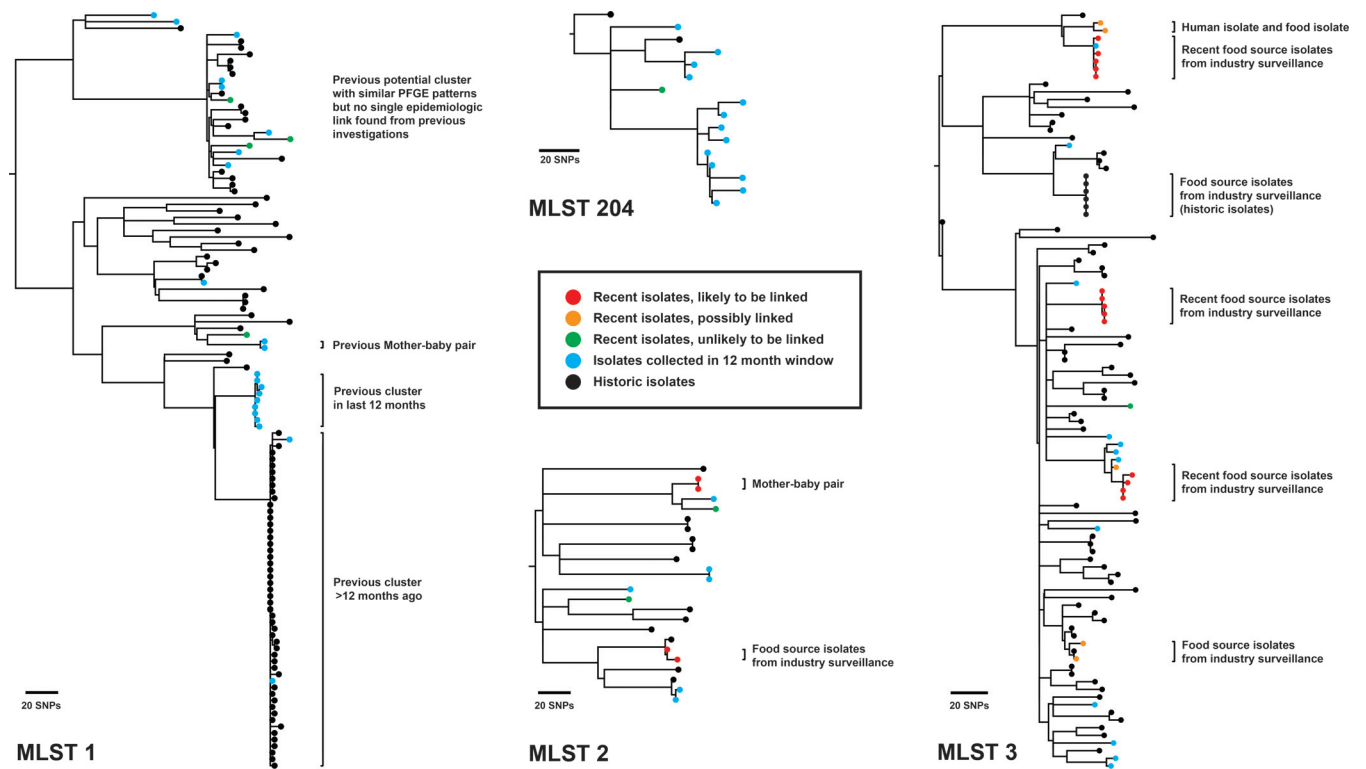 Previous potential cluster
with similar PFGE patterns
but no single epidemiologic
link found from previous
investigations
Previous Mother-baby pair
Previous cluster
in last 12 months
Previous cluster
>12 months ago
20 SNPs
MLST 1
20 SNPs
MLST 204
Recent isolates, likely to be linked
Recent isolates, possibly linked
Recent isolates, unlikely to be linked
Isolates collected in 12 month window
Historic isolates
Mother-baby pair
Food source isolates
from industry surveillance
20 SNPs
MLST 2
Human isolate and food isolate
Recent food source isolates
from industry surveillance
Food source isolates
from industry surveillance
(historic isolates)
Recent food source isolates
from industry surveillance
Recent food source isolates
from industry surveillance
Food source isolates
from industry surveillance
20 SNPs
MLST 3